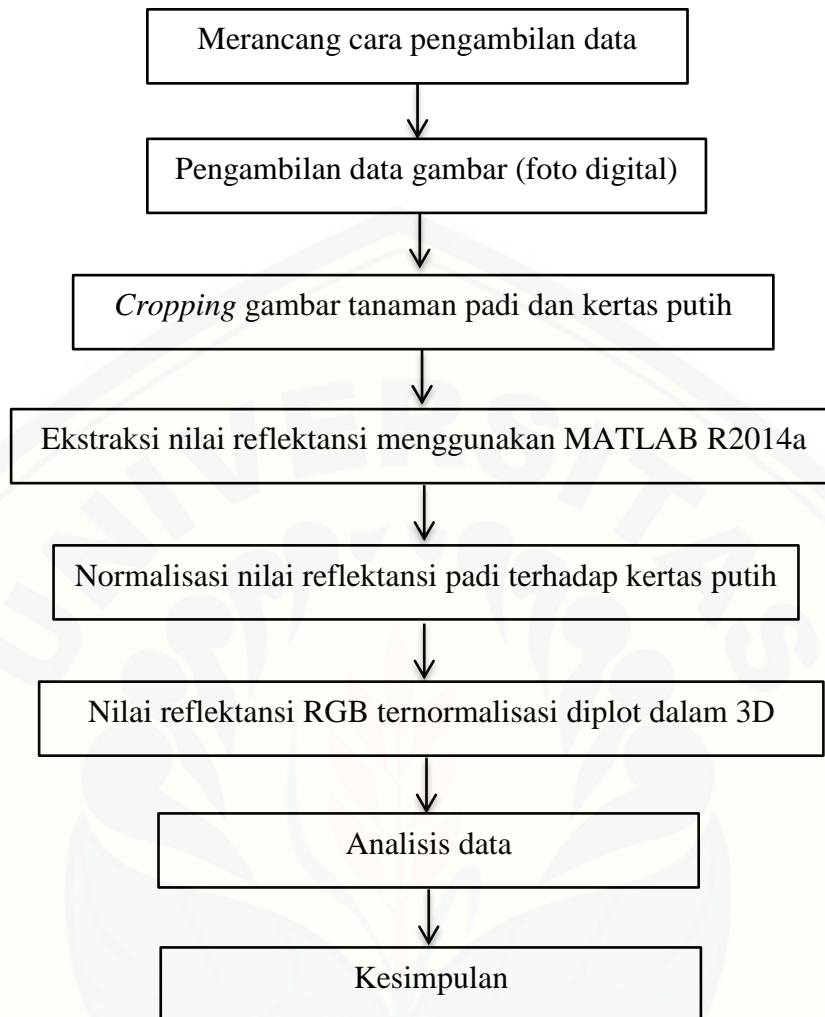 Merancang cara pengambilan data
Pengambilan data gambar (foto digital)
Cropping gambar tanaman padi dan kertas putih
Ekstraksi nilai reflektansi menggunakan MATLAB R2014a
Normalisasi nilai reflektansi padi terhadap kertas putih
Nilai reflektansi RGB ternormalisasi diplot dalam 3D
Analisis data
Kesimpulan
UNIVERSITAS